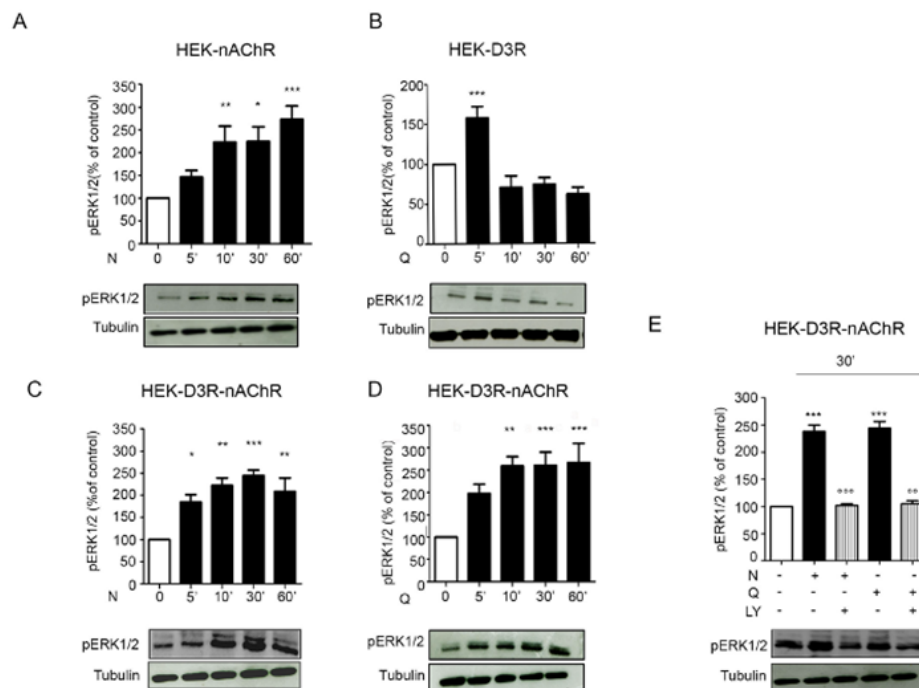 A
HEK-nAChR
pERK1/2(% of control)
350
300
250
200
150
100
50
0
** * ***
N 0 5' 10' 30' 60'
pERK1/2
Tubulin
B
HEK-D3R
pERK1/2(% of control)
200
150
100
50
0
***
Q 0 5' 10' 30' 60'
pERK1/2
Tubulin
C
HEK-D3R-nAChR
pERK1/2 (%of control)
350
300
250
200
150
100
50
0
* ** *** **
N 0 5' 10' 30' 60'
pERK1/2
Tubulin
D
HEK-D3R-nAChR
pERK1/2 (% of control)
350
300
250
200
150
100
50
0
** *** ***
Q 0 5' 10' 30' 60'
pERK1/2
Tubulin
E
HEK-D3R-nAChR
30'
pERK1/2 (% of control)
350
300
250
200
150
100
50
0
*** ***
°°° °°
N - + + - -
Q - - - + +
LY - - + - +
pERK1/2
Tubulin